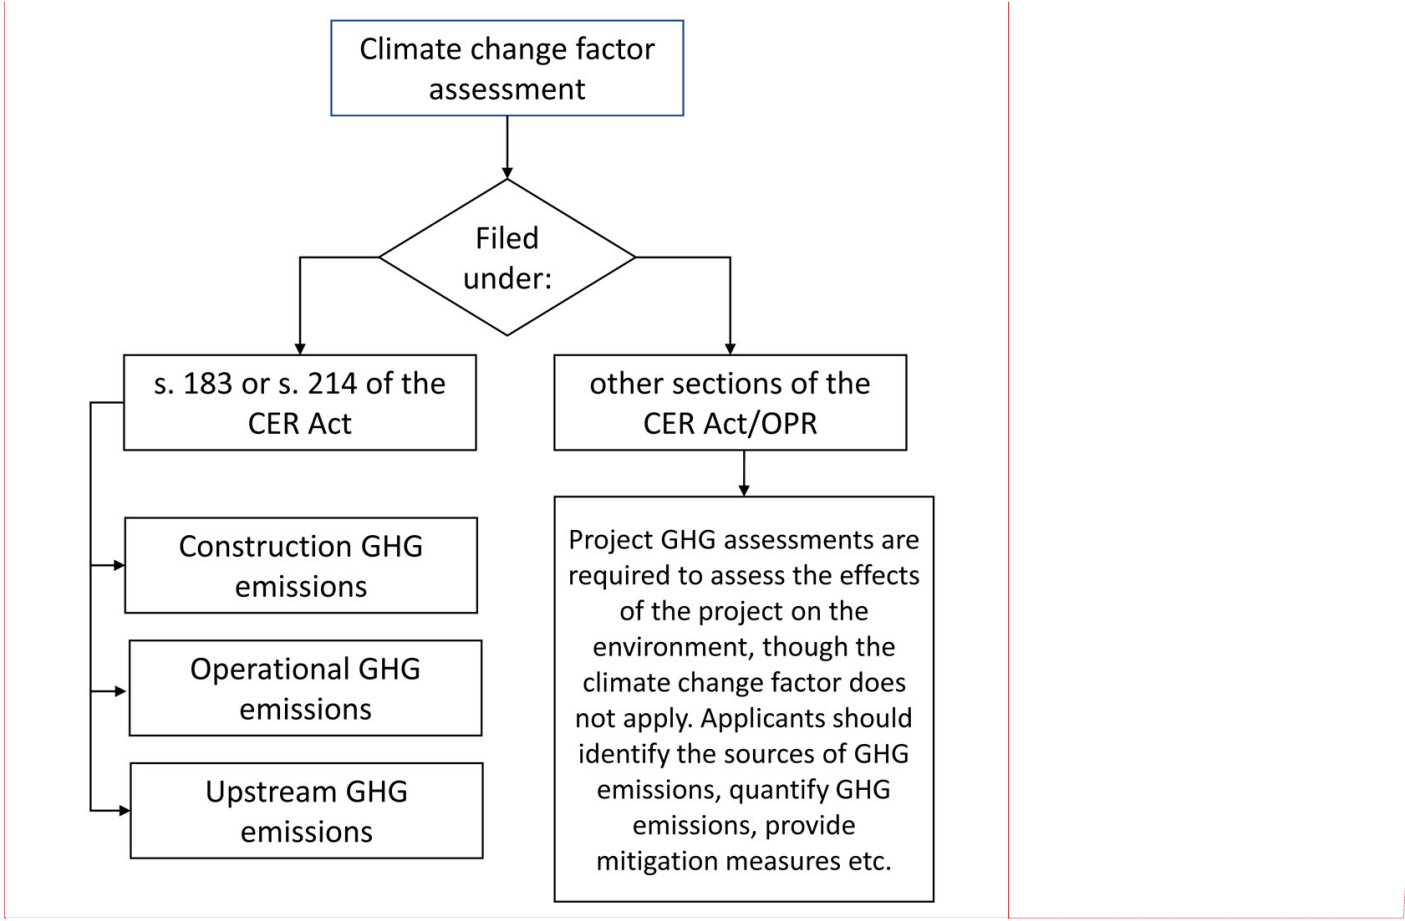 Climate change factor
assessment
Filed
under:
s. 183 or s. 214 of the
CER Act
other sections of the
CER Act/OPR
Construction GHG
emissions
Operational GHG
emissions
Upstream GHG
emissions
Project GHG assessments are
required to assess the effects
of the project on the
environment, though the
climate change factor does
not apply. Applicants should
identify the sources of GHG
emissions, quantify GHG
emissions, provide
mitigation measures etc.